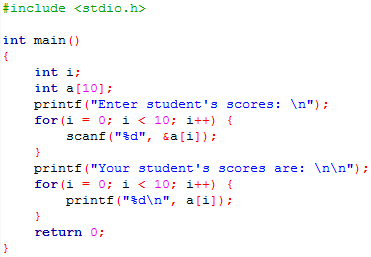 #include <stdio.h>

int main()
{
    int i;
    int a[10];
    printf("Enter student's scores: \n");
    for(i = 0; i < 10; i++) {
        scanf("%d", &a[i]);
    }
    printf("Your student's scores are: \n\n");
    for(i = 0; i < 10; i++) {
        printf("%d\n", a[i]);
    }
    return 0;
}